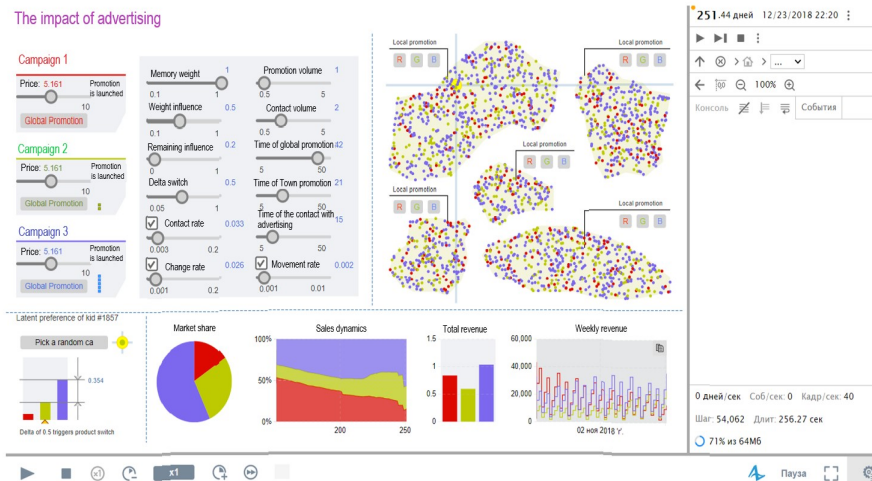 The impact of advertising
Campaign 1
Price: 5.161
Promotion
is launched
10
Global Promotion
Campaign 2
Price: 5.161
Promotion
is launched
10
Global Promotion
Campaign 3
Price: 5.161
Promotion
is launched
10
Global Promotion
Memory weight 1
0.1 1
Weight influence 0.5
0.1 1
Remaining influence 0.2
0 1
Delta switch 0.5
0.05 1
Contact rate 0.033
0.003 0.2
Change rate 0.026
0.001 0.2
Promotion volume 1
0.5 5
Contact volume 2
0.5 5
Time of global promotion 42
5 50
Time of Town promotion 21
5 50
Time of the contact with
advertising 15
5 50
Movement rate 0.002
0.001 0.01
Local promotion
R G B
Local promotion
R G B
Local promotion
R G B
Local promotion
R G B
Local promotion
R G B
Latent preference of kid #1857
Pick a random ca
0.354
Delta of 0.5 triggers product switch
Market share
Sales dynamics
100%
50%
0%
200 250
Total revenue
1.5
1
0.5
0
Weekly revenue
60,000
40,000
20,000
0
02 ноя 2018 г.
251.44 дней 12/23/2018 22:20
...
100%
Консоль События
0 дней/сек Соб/сек: 0 Кадр/сек: 40
Шаг: 54,062 Длит: 256.27 сек
71% из 64Мб
x1 x1 Пауза